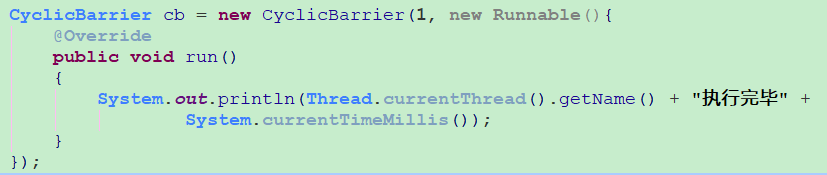 CyclicBarrier cb = new CyclicBarrier(1, new Runnable(){
    @Override
    public void run()
    {
        System.out.println(Thread.currentThread().getName() + "执行完毕" +
                System.currentTimeMillis());
    }
});